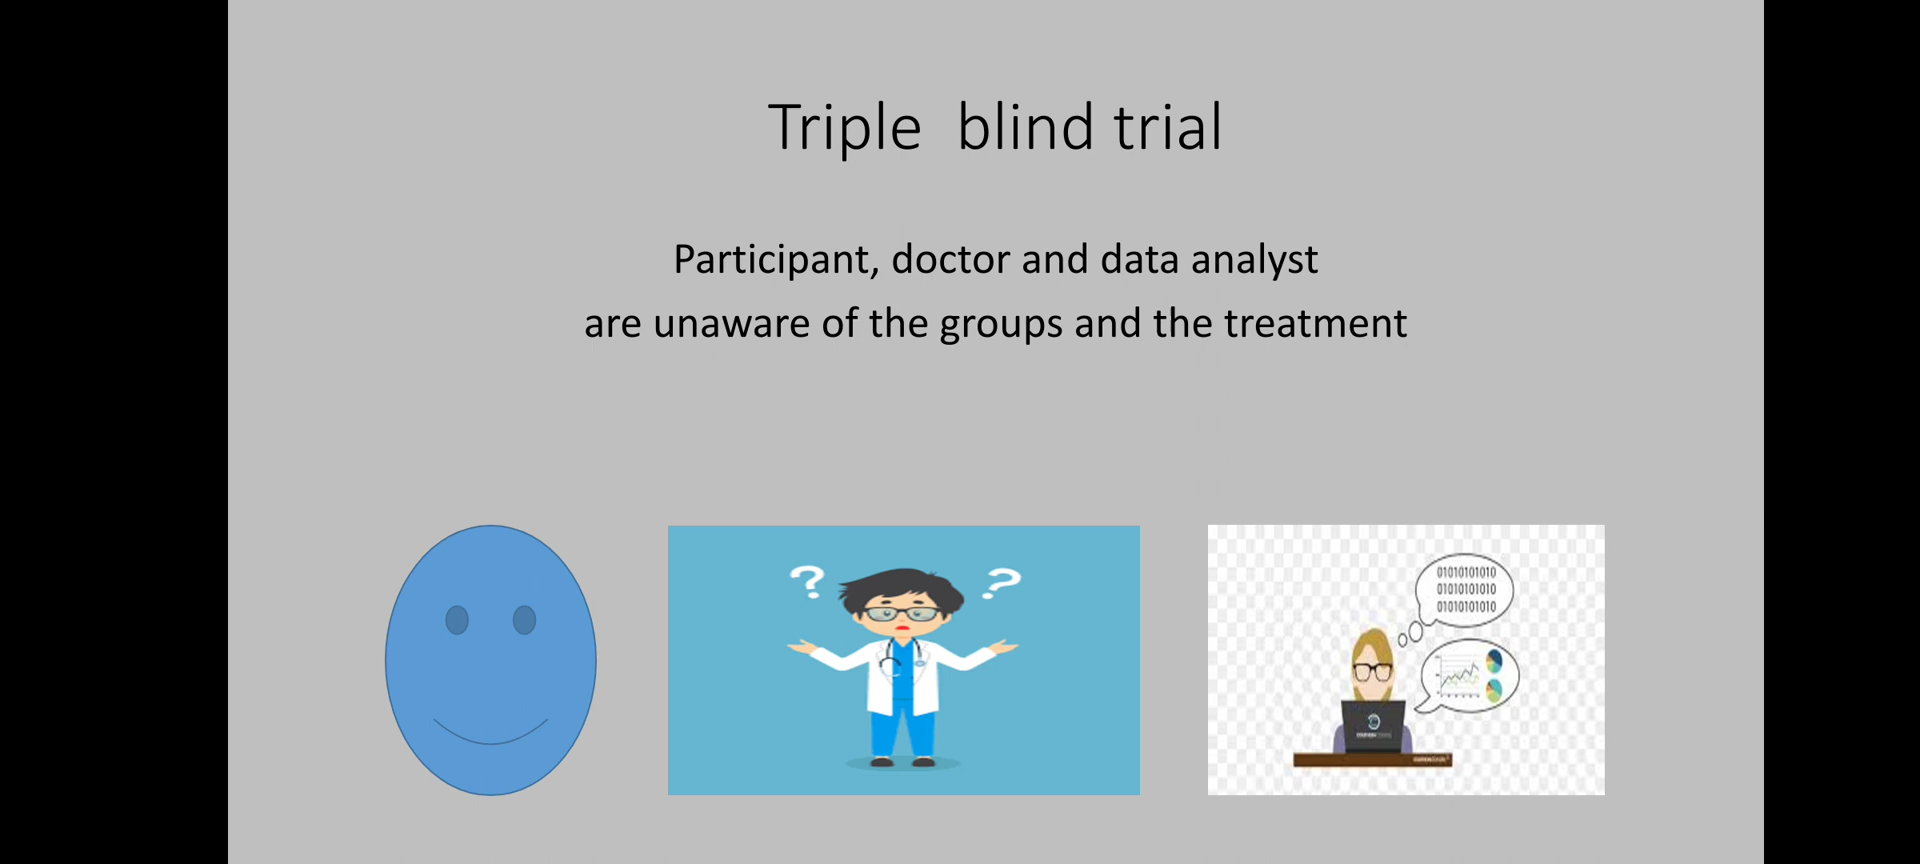 Triple  blind trial
Participant, doctor and data analyst
are unaware of the groups and the treatment
?
?
01010101010
01010101010
01010101010